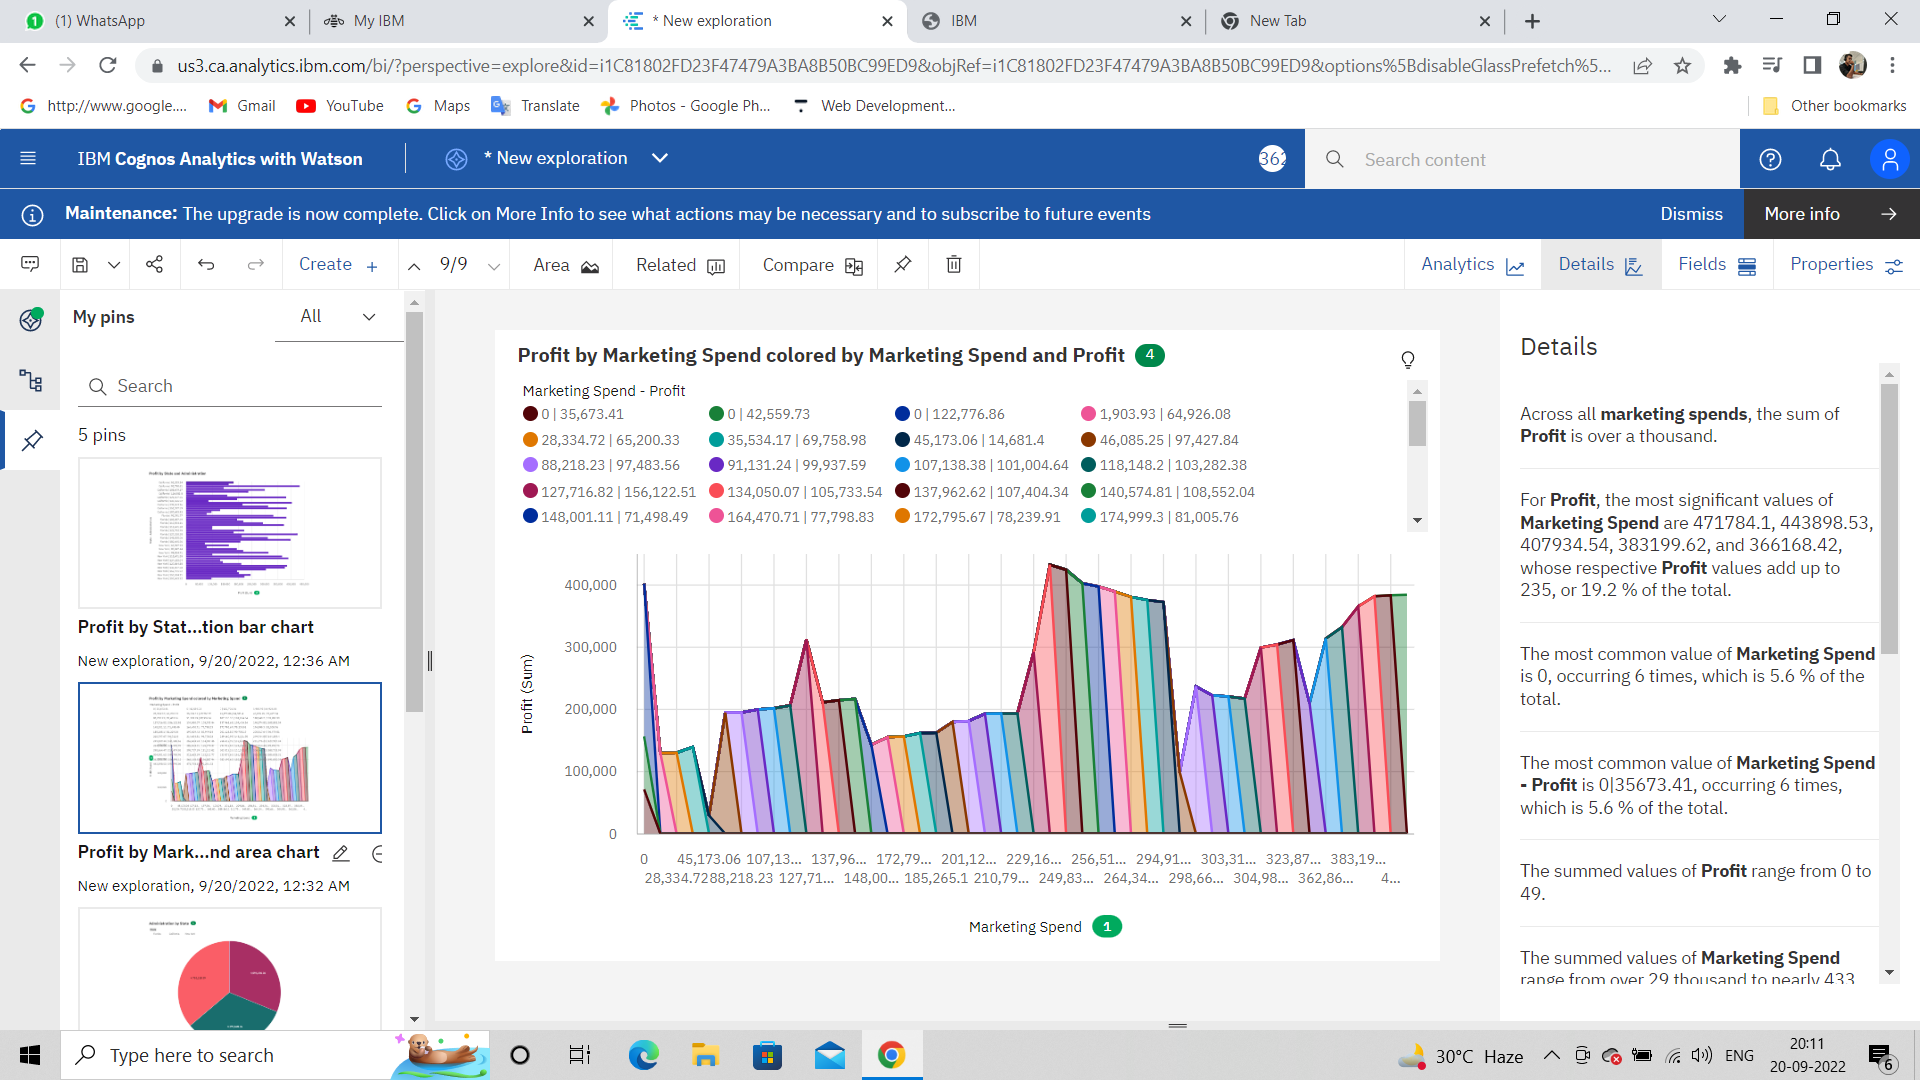 (1) WhatsApp
My IBM
* New exploration
IBM
New Tab
us3.ca.analytics.ibm.com/bi/?perspective=explore&id=i1C81802FD23F47479A3BA8B50BC99ED9&objRef=i1C81802FD23F47479A3BA8B50BC99ED9&options%5BdisableGlassPrefetch%5...
http://www.google....
Gmail
YouTube
Maps
Translate
Photos - Google Ph...
Web Development...
Other bookmarks
IBM Cognos Analytics with Watson
* New exploration
362
Search content
Maintenance: The upgrade is now complete. Click on More Info to see what actions may be necessary and to subscribe to future events
Dismiss
More info
Create
9/9
Area
Related
Compare
Analytics
Details
Fields
Properties
My pins
All
Search
5 pins
Profit by Stat...tion bar chart
New exploration, 9/20/2022, 12:36 AM
Profit by Mark...nd area chart
New exploration, 9/20/2022, 12:32 AM
Profit by Marketing Spend colored by Marketing Spend and Profit 4
Marketing Spend - Profit
0 | 35,673.41
0 | 42,559.73
0 | 122,776.86
1,903.93 | 64,926.08
28,334.72 | 65,200.33
35,534.17 | 69,758.98
45,173.06 | 14,681.4
46,085.25 | 97,427.84
88,218.23 | 97,483.56
91,131.24 | 99,937.59
107,138.38 | 101,004.64
118,148.2 | 103,282.38
127,716.82 | 156,122.51
134,050.07 | 105,733.54
137,962.62 | 107,404.34
140,574.81 | 108,552.04
148,001.11 | 71,498.49
164,470.71 | 77,798.83
172,795.67 | 78,239.91
174,999.3 | 81,005.76
Profit (Sum)
400,000
300,000
200,000
100,000
0
0 45,173.06 107,13... 137,96... 172,79... 201,12... 229,16... 256,51... 294,91... 303,31... 323,87... 383,19...
28,334.72 88,218.23 127,71... 148,00... 185,265.1 210,79... 249,83... 264,34... 298,66... 304,98... 362,86... 4...
Marketing Spend 1
Details
Across all marketing spends, the sum of
Profit is over a thousand.
For Profit, the most significant values of
Marketing Spend are 471784.1, 443898.53,
407934.54, 383199.62, and 366168.42,
whose respective Profit values add up to
235, or 19.2 % of the total.
The most common value of Marketing Spend
is 0, occurring 6 times, which is 5.6 % of the
total.
The most common value of Marketing Spend
- Profit is 0|35673.41, occurring 6 times,
which is 5.6 % of the total.
The summed values of Profit range from 0 to
49.
The summed values of Marketing Spend
range from over 29 thousand to nearly 433
Type here to search
30°C Haze
ENG
20:11
20-09-2022
6